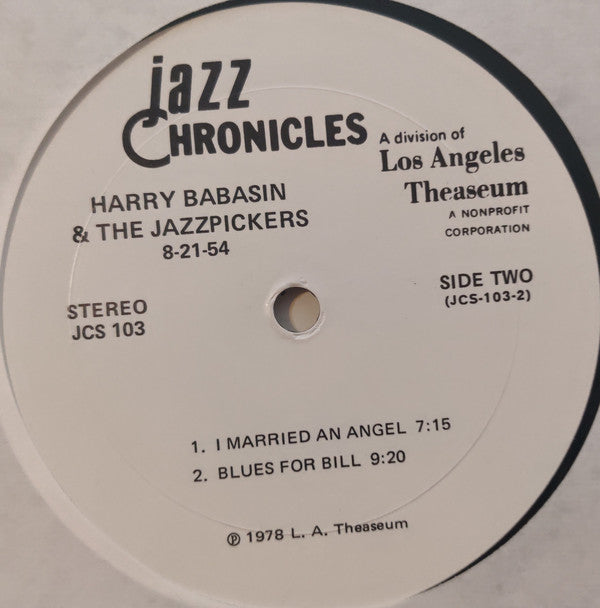 jazz
CHRONICLES
A division of
Los Angeles
Theaseum
A NONPROFIT
CORPORATION
HARRY BABASIN
& THE JAZZPICKERS
8-21-54
STEREO
JCS 103
SIDE TWO
(JCS-103-2)
1. I MARRIED AN ANGEL 7:15
2. BLUES FOR BILL 9:20
℗ 1978 L. A. Theaseum